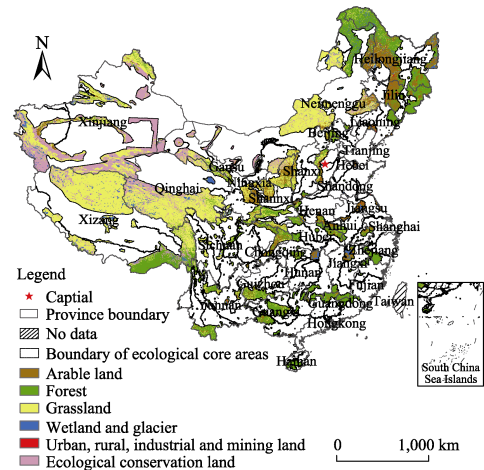 N
Heilongjiang
Jilin
Neimenggu
Liaoning
Xinjiang
Beijing
Tianjing
Gansu
Hebei
Ningxia
Shanxi
Qinghai
Shandong
Shannxi
Xizang
Henan
Jiangsu
Anhui
Shanghai
Sichuan
Hubei
Chongqing
Zhejiang
Jiangxi
Hunan
Guizhou
Fujian
Yunnan
Guangxi
Guangdong
Taiwan
Hongkong
Hainan
Legend
Captial
Province boundary
No data
Boundary of ecological core areas
Arable land
Forest
Grassland
Wetland and glacier
Urban, rural, industrial and mining land
Ecological conservation land
South China
Sea Islands
0 1,000 km